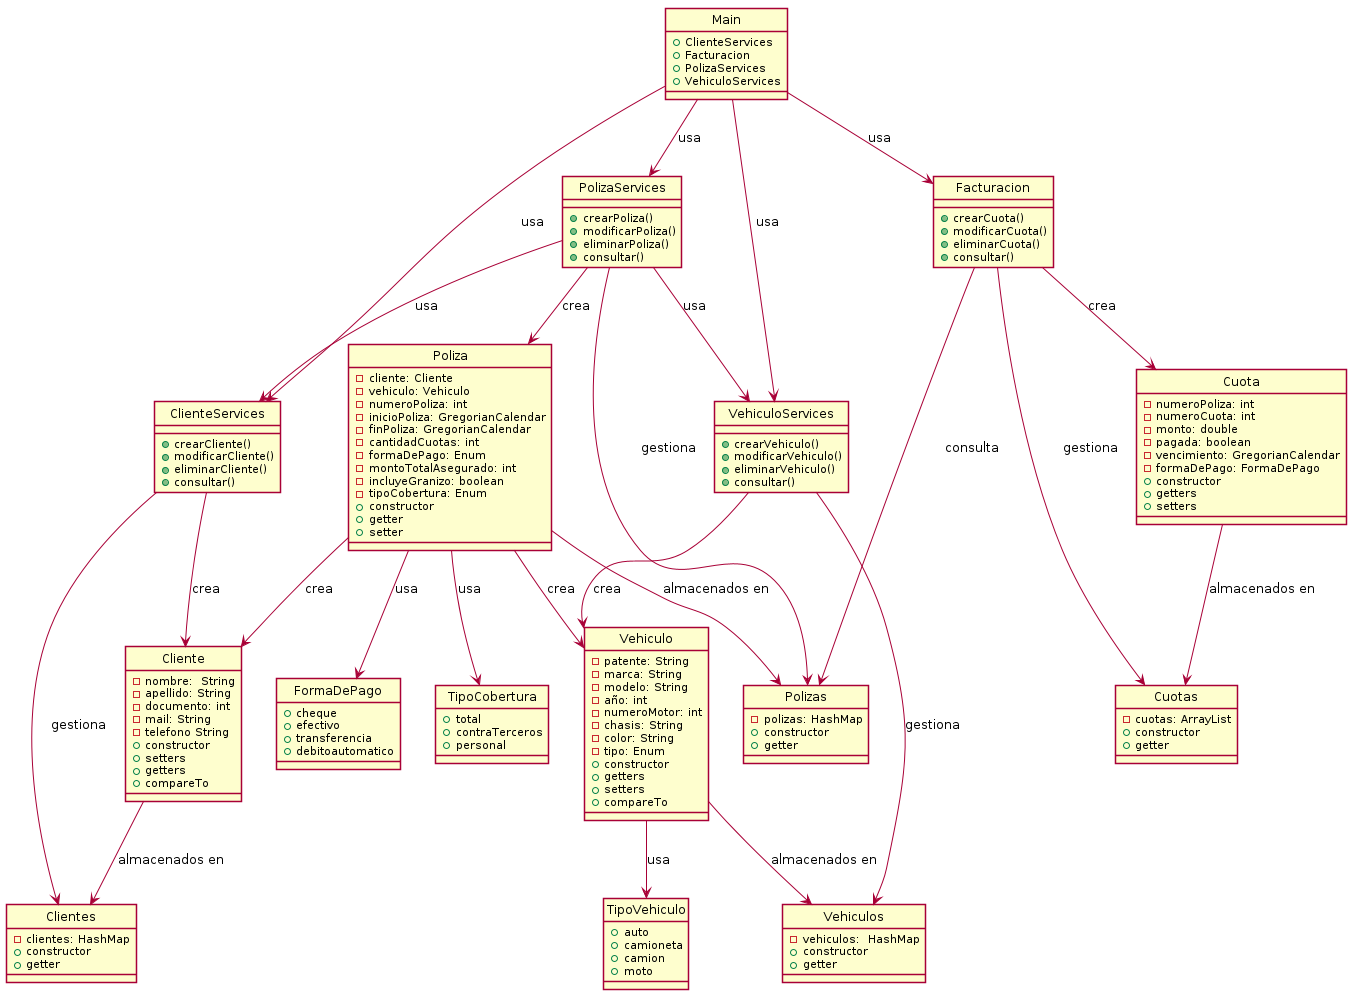 Main
ClienteServices
Facturacion
PolizaServices
VehiculoServices
usa
usa
usa
usa
PolizaServices
crearPoliza()
modificarPoliza()
eliminarPoliza()
consultar()
Facturacion
crearCuota()
modificarCuota()
eliminarCuota()
consultar()
usa
crea
usa
crea
gestiona
consulta
gestiona
Poliza
cliente: Cliente
vehiculo: Vehiculo
numeroPoliza: int
inicioPoliza: GregorianCalendar
finPoliza: GregorianCalendar
cantidadCuotas: int
formaDePago: Enum
montoTotalAsegurado: int
incluyeGranizo: boolean
tipoCobertura: Enum
constructor
getter
setter
ClienteServices
crearCliente()
modificarCliente()
eliminarCliente()
consultar()
VehiculoServices
crearVehiculo()
modificarVehiculo()
eliminarVehiculo()
consultar()
Cuota
numeroPoliza: int
numeroCuota: int
monto: double
pagada: boolean
vencimiento: GregorianCalendar
formaDePago: FormaDePago
constructor
getters
setters
crea
crea
usa
usa
crea
crea
almacenados en
almacenados en
gestiona
gestiona
Cliente
nombre:  String
apellido: String
documento: int
mail: String
telefono String
constructor
setters
getters
compareTo
FormaDePago
cheque
efectivo
transferencia
debitoautomatico
TipoCobertura
total
contraTerceros
personal
Vehiculo
patente: String
marca: String
modelo: String
año: int
numeroMotor: int
chasis: String
color: String
tipo: Enum
constructor
getters
setters
compareTo
Polizas
polizas: HashMap
constructor
getter
Cuotas
cuotas: ArrayList
constructor
getter
almacenados en
usa
almacenados en
Clientes
clientes: HashMap
constructor
getter
TipoVehiculo
auto
camioneta
camion
moto
Vehiculos
vehiculos:  HashMap
constructor
getter